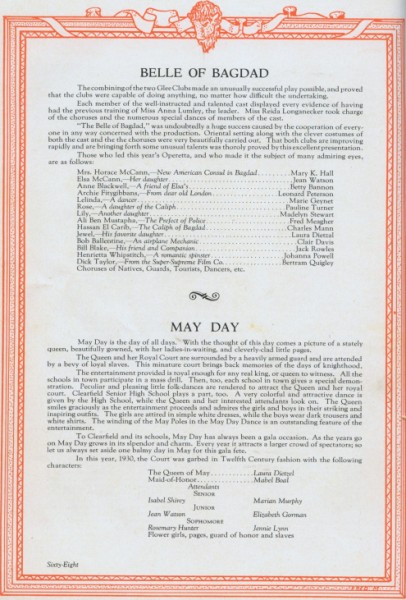 BELLE OF BAGDAD
The combining of the two Glee Clubs made an unusually successful play possible, and proved
that the clubs were capable of doing anything, no matter how difficult the undertaking.
Each member of the well-instructed and talented cast displayed every evidence of having
had the previous training of Miss Anna Lumsky, the leader. Miss Reida Longanecker took charge
of the choruses and the numerous special dances of members of the cast.
"The Belle of Bagdad," was undoubtedly a huge success caused by the cooperation of every-
one in any way concerned with the production. Oriental setting along with the clever costumes of
both the cast and the the choruses were very beautifully carried out. That both clubs are improving
rapidly and are bringing forth some unusual talents was thoroly proved by this excellent presentation.
Those who led this year's Operetta, and who made it the subject of many admiring eyes,
are as follows:
Mrs. Horace McCann,—New American Consul in Bagdad Mary K. Hall
Elsa McCann,—Her daughter Jean Watson
Anne Blackwell,—A friend of Elsa's Betty Bannon
Archie Fitzgibbons,—From dear old London Leonard Peterson
Lelinda,—A dancer Marie Geynet
Rose,—A daughter of the Caliph Pauline Turner
Lily,—Another daughter Madelyn Stewart
Ali Ben Mustapha,—The Prefect of Police Fred Meagher
Hassan El Carib,—The Caliph of Bagdad Charles Mann
Jewel,—His favorite daughter Laura Dietzel
Bob Ballentine,—An airplane Mechanic Clair Davis
Bill Blake,—His friend and Companion Jack Rowles
Henrietta Whipstitch,—A romantic spinster Johanna Powell
Dick Taylor,—From the Super-Supreme Film Co. Bertram Quigley
Choruses of Natives, Guards, Tourists, Dancers, etc.
MAY DAY
May Day is the day of all days. With the thought of this day comes a picture of a stately
queen, beautifully gowned, with her ladies-in-waiting, and cleverly-clad little pages.
The Queen and her Royal Court are surrounded by a heavily armed guard and are attended
by a bevy of loyal slaves. This minature court brings back memories of the days of knighthood.
The entertainment provided is royal enough for any real king, or queen to witness. All the
schools in town participate in a mass drill. Then, too, each school in town gives a special demon-
stration. Peculiar and pleasing little folk-dances are rendered to attract the Queen and her royal
court. Clearfield Senior High School plays a part, too. A very colorful and attractive dance is
given by the High School, while the Queen and her interested attendants look on. The Queen
smiles graciously as the entertainment proceeds and admires the girls and boys in their striking and
inspiring outfits. The girls are attired in simple white dresses, while the boys wear dark trousers and
white shirts. The winding of the May Poles in the May Day Dance is an outstanding feature of the
entertainment.
To Clearfield and its schools, May Day has always been a gala occasion. As the years go
on May Day grows in its slpendor and charm. Every year it attracts a larger crowd of spectators; so
let us always set aside one balmy day in May for this gala fete.
In this year, 1930, the Court was garbed in Twelfth Century fashion with the following
characters:
The Queen of May Laura Dietzel
Maid-of-Honor Mabel Boal
Attendants
SENIOR
Isabel Shirey Marian Murphy
JUNIOR
Jean Watson Elizabeth Gorman
SOPHOMORE
Rosemary Hunter Jennie Lynn
Flower girls, pages, guard of honor and slaves
Sixty-Eight